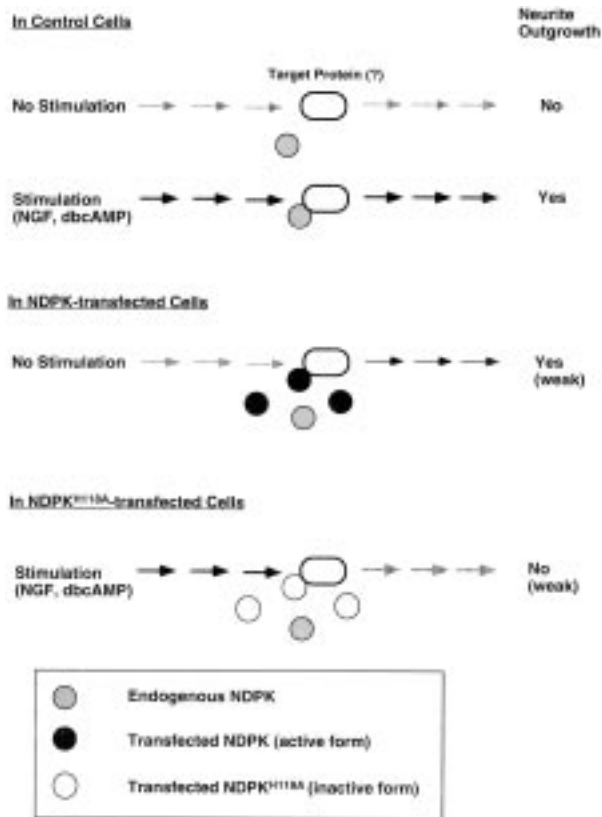 In Control Cells
Neurite
Outgrowth
Target Protein (?)
No Stimulation
No
Stimulation
(NGF, dbcAMP)
Yes
In NDPK-transfected Cells
No Stimulation
Yes
(weak)
In NDPKH118A-transfected Cells
Stimulation
(NGF, dbcAMP)
No
(weak)
Endogenous NDPK
Transfected NDPK (active form)
Transfected NDPKH118A (inactive form)